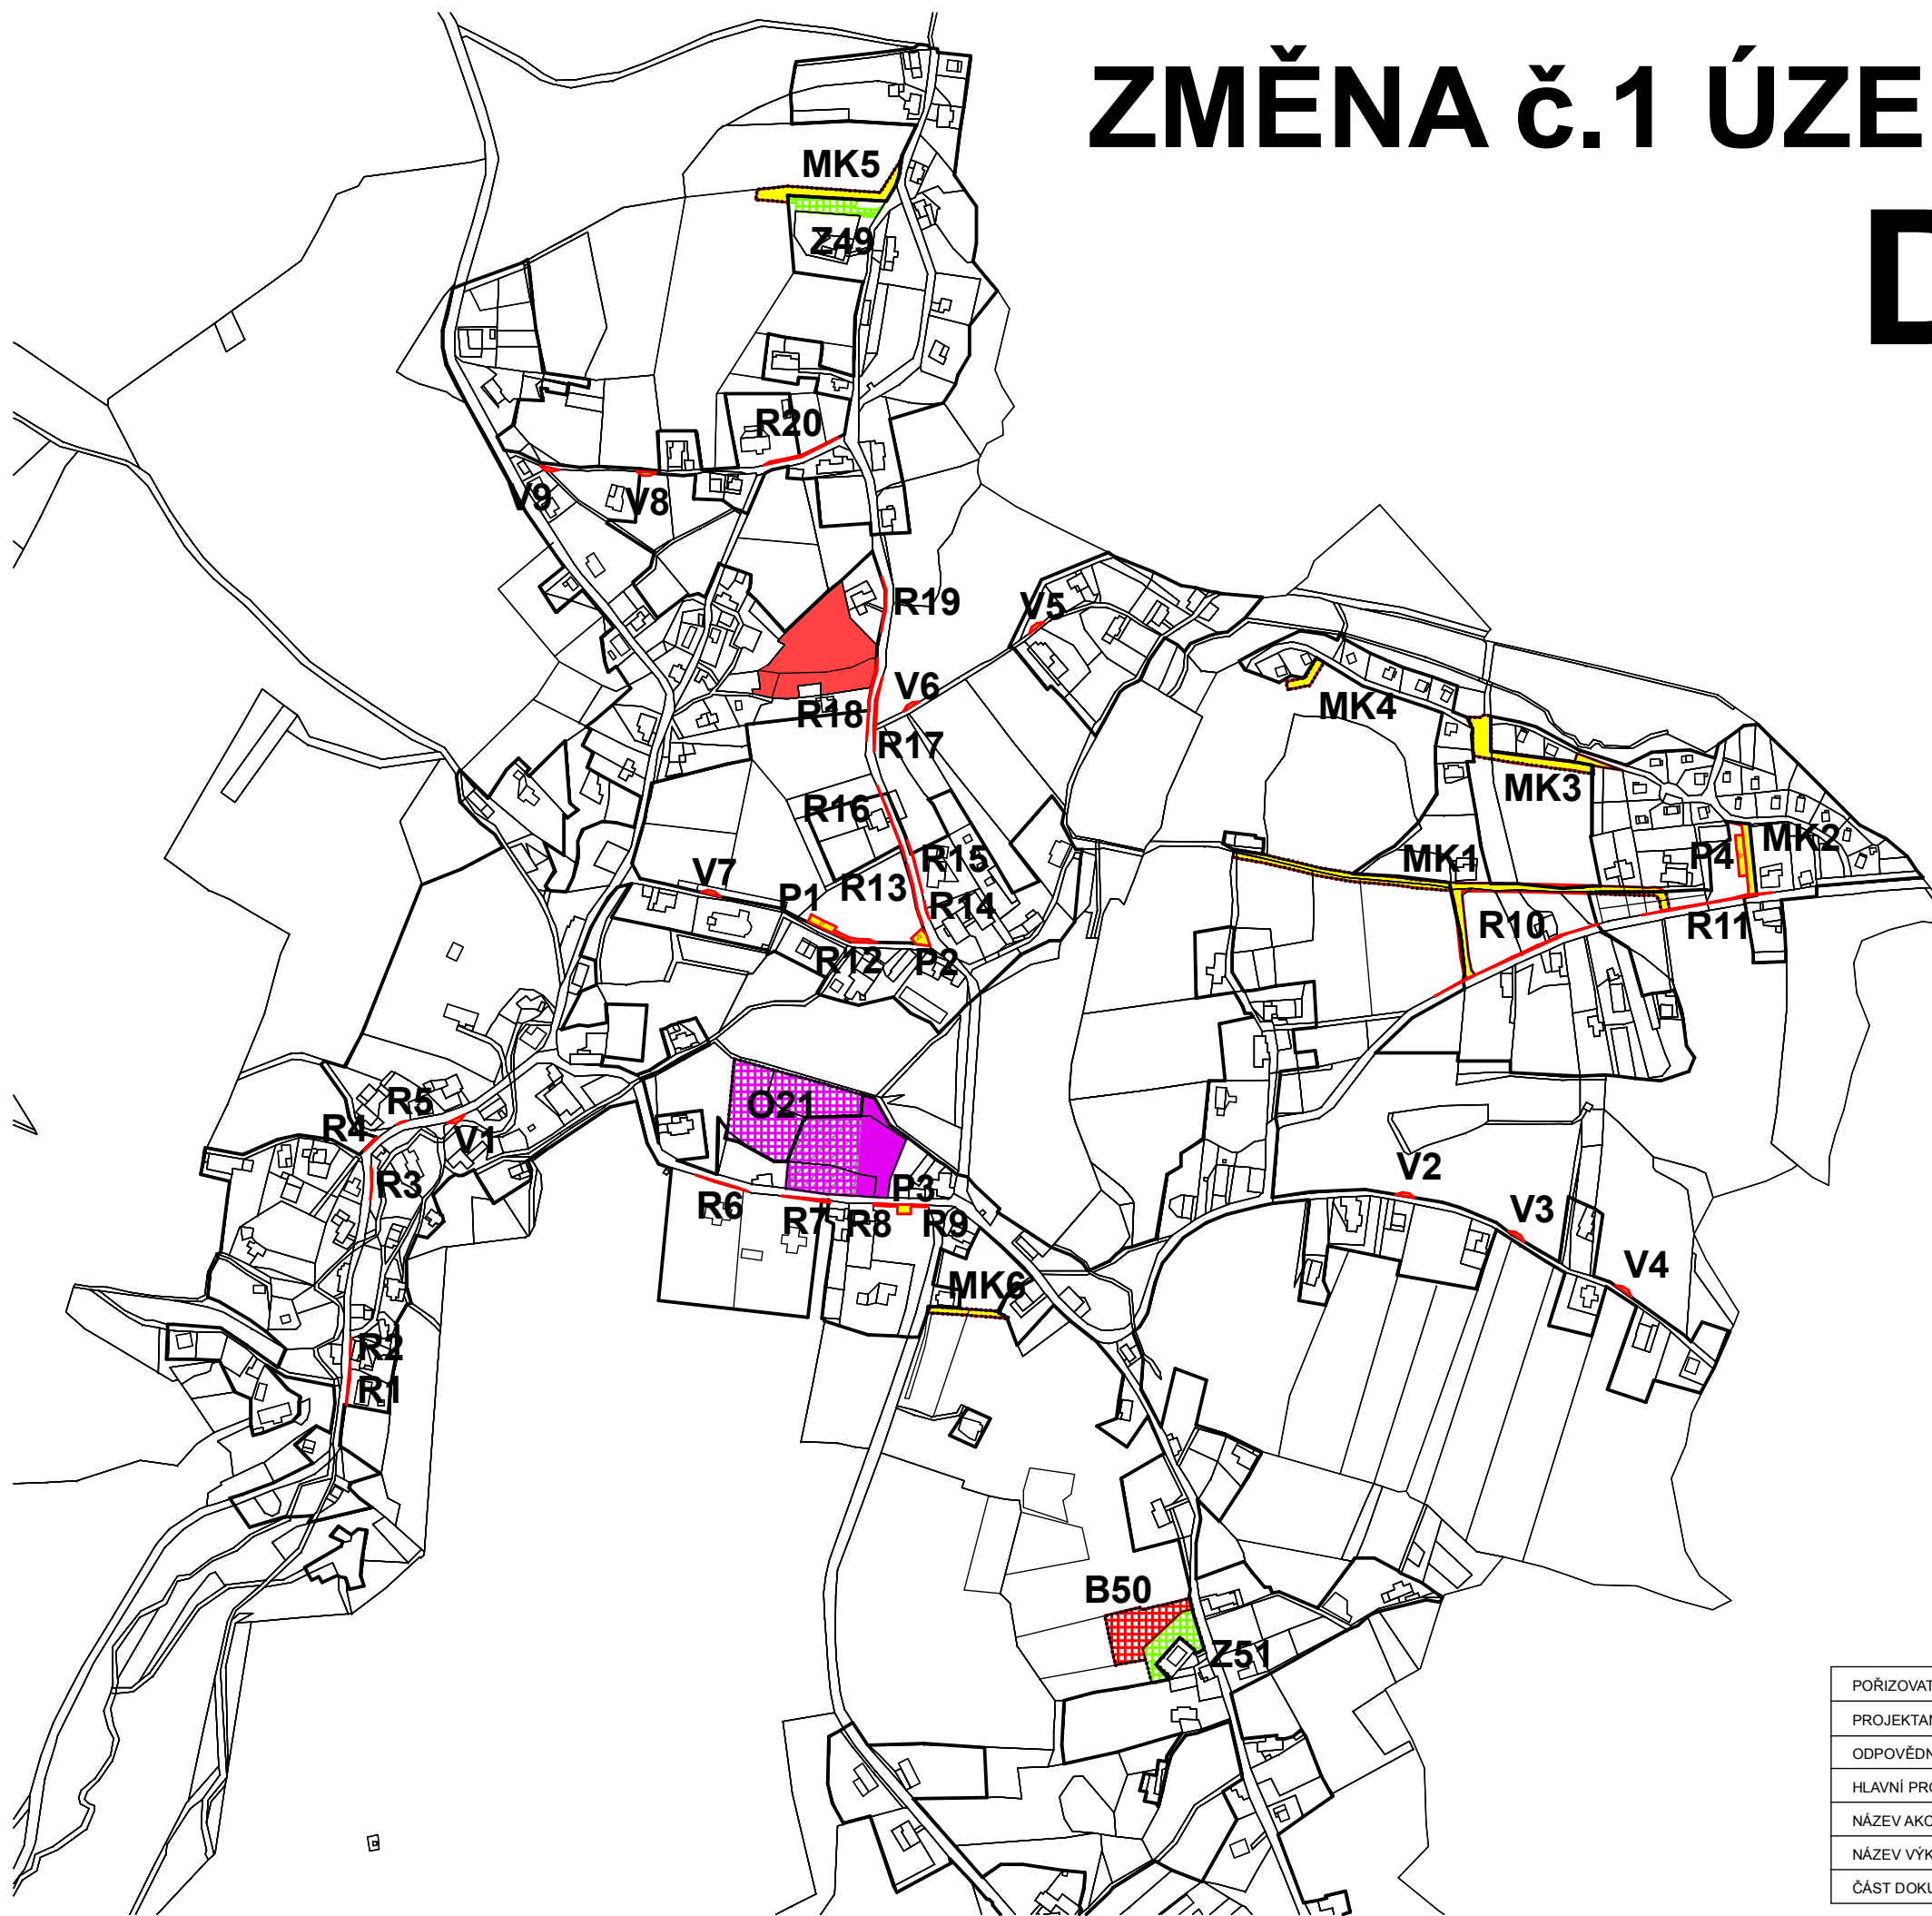 ZMĚNA č.1 ÚZE
D
MK5
Z49
R20
V9
V8
R19
V5
V6
R18
R17
MK4
MK3
R16
MK2
MK1
P4
R15
V7
R13
P1
R14
R10
R11
R12
P2
O21
R5
R4
V1
R3
V2
P3
R6
R7
R8
R9
V3
V4
MK6
R2
R1
B50
Z51
POŘIZOVAT
PROJEKTAN
ODPOVĚDN
HLAVNÍ PRO
NÁZEV AKC
NÁZEV VÝK
ČÁST DOKU